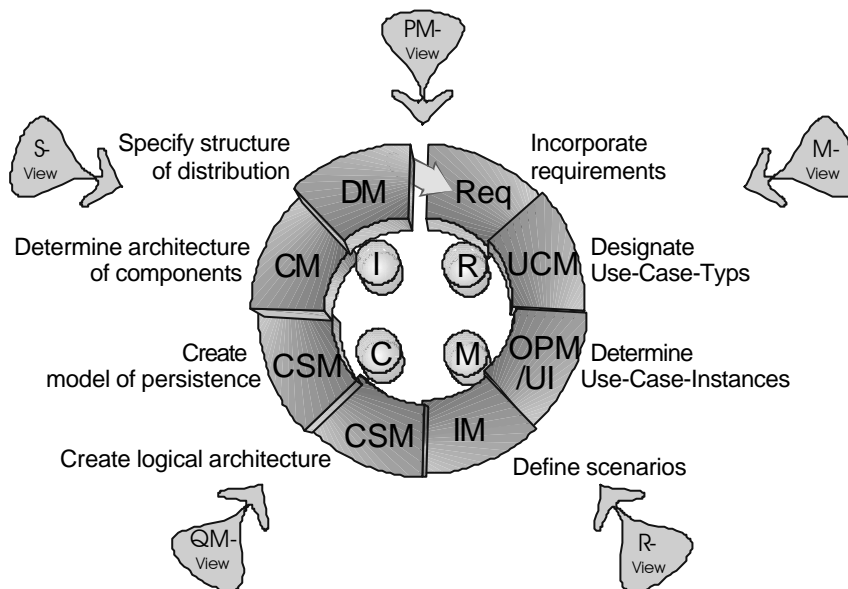 PM-
View
S-
View
Specify structure
of distribution
Incorporate
requirements
M-
View
DM
Req
Determine architecture
of components
CM
I
R
UCM
Designate
Use-Case-Typs
Create
model of persistence
CSM
C
M
OPM
/UI
Determine
Use-Case-Instances
CSM
IM
Create logical architecture
Define scenarios
QM-
View
R-
View